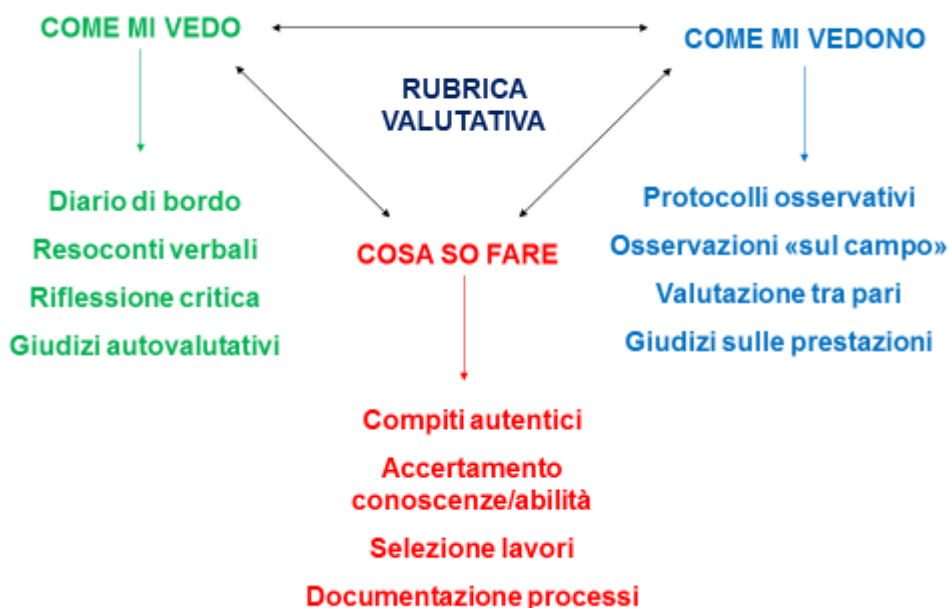 COME MI VEDO
COME MI VEDONO
RUBRICA
VALUTATIVA
Diario di bordo
Resoconti verbali
Riflessione critica
Giudizi autovalutativi
COSA SO FARE
Protocolli osservativi
Osservazioni «sul campo»
Valutazione tra pari
Giudizi sulle prestazioni
Compiti autentici
Accertamento
conoscenze/abilità
Selezione lavori
Documentazione processi